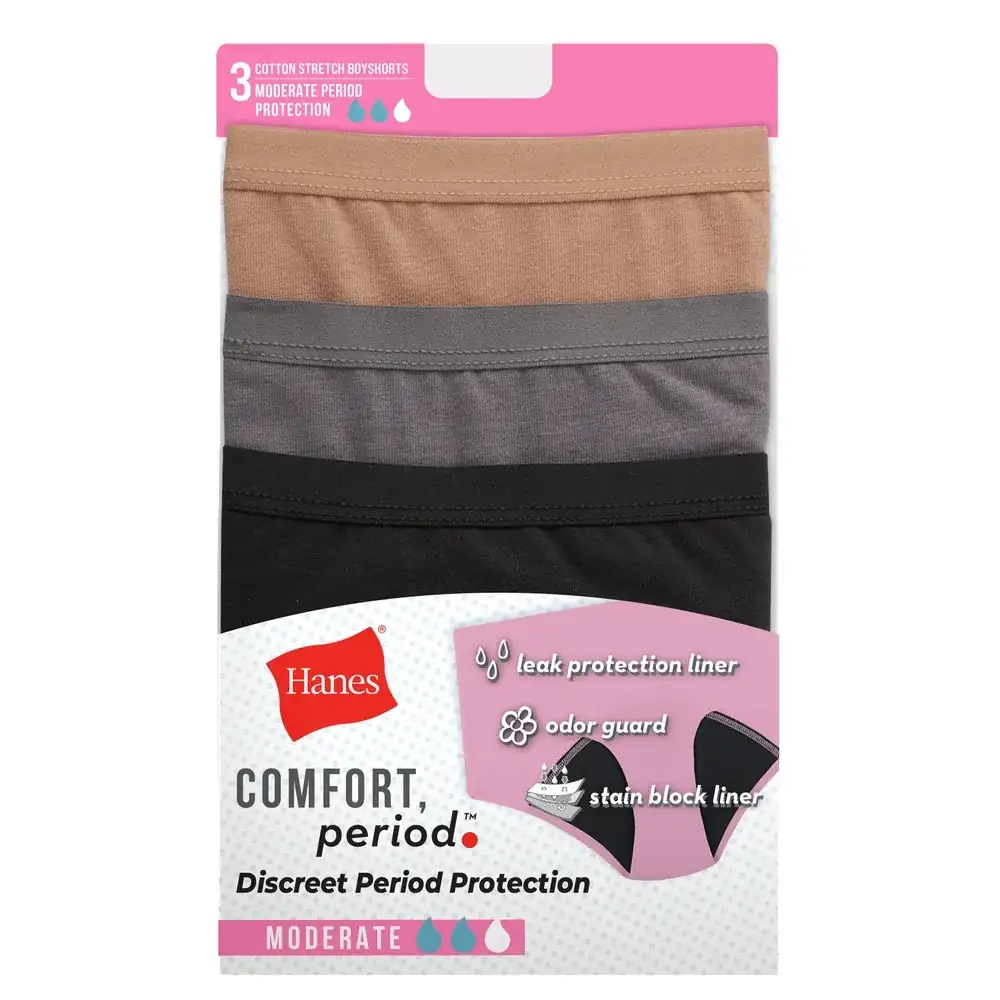 3 COTTON STRETCH BOYSHORTS
MODERATE PERIOD
PROTECTION
Hanes®
leak protection liner
odor guard
stain block liner
COMFORT,
period.™
Discreet Period Protection
MODERATE